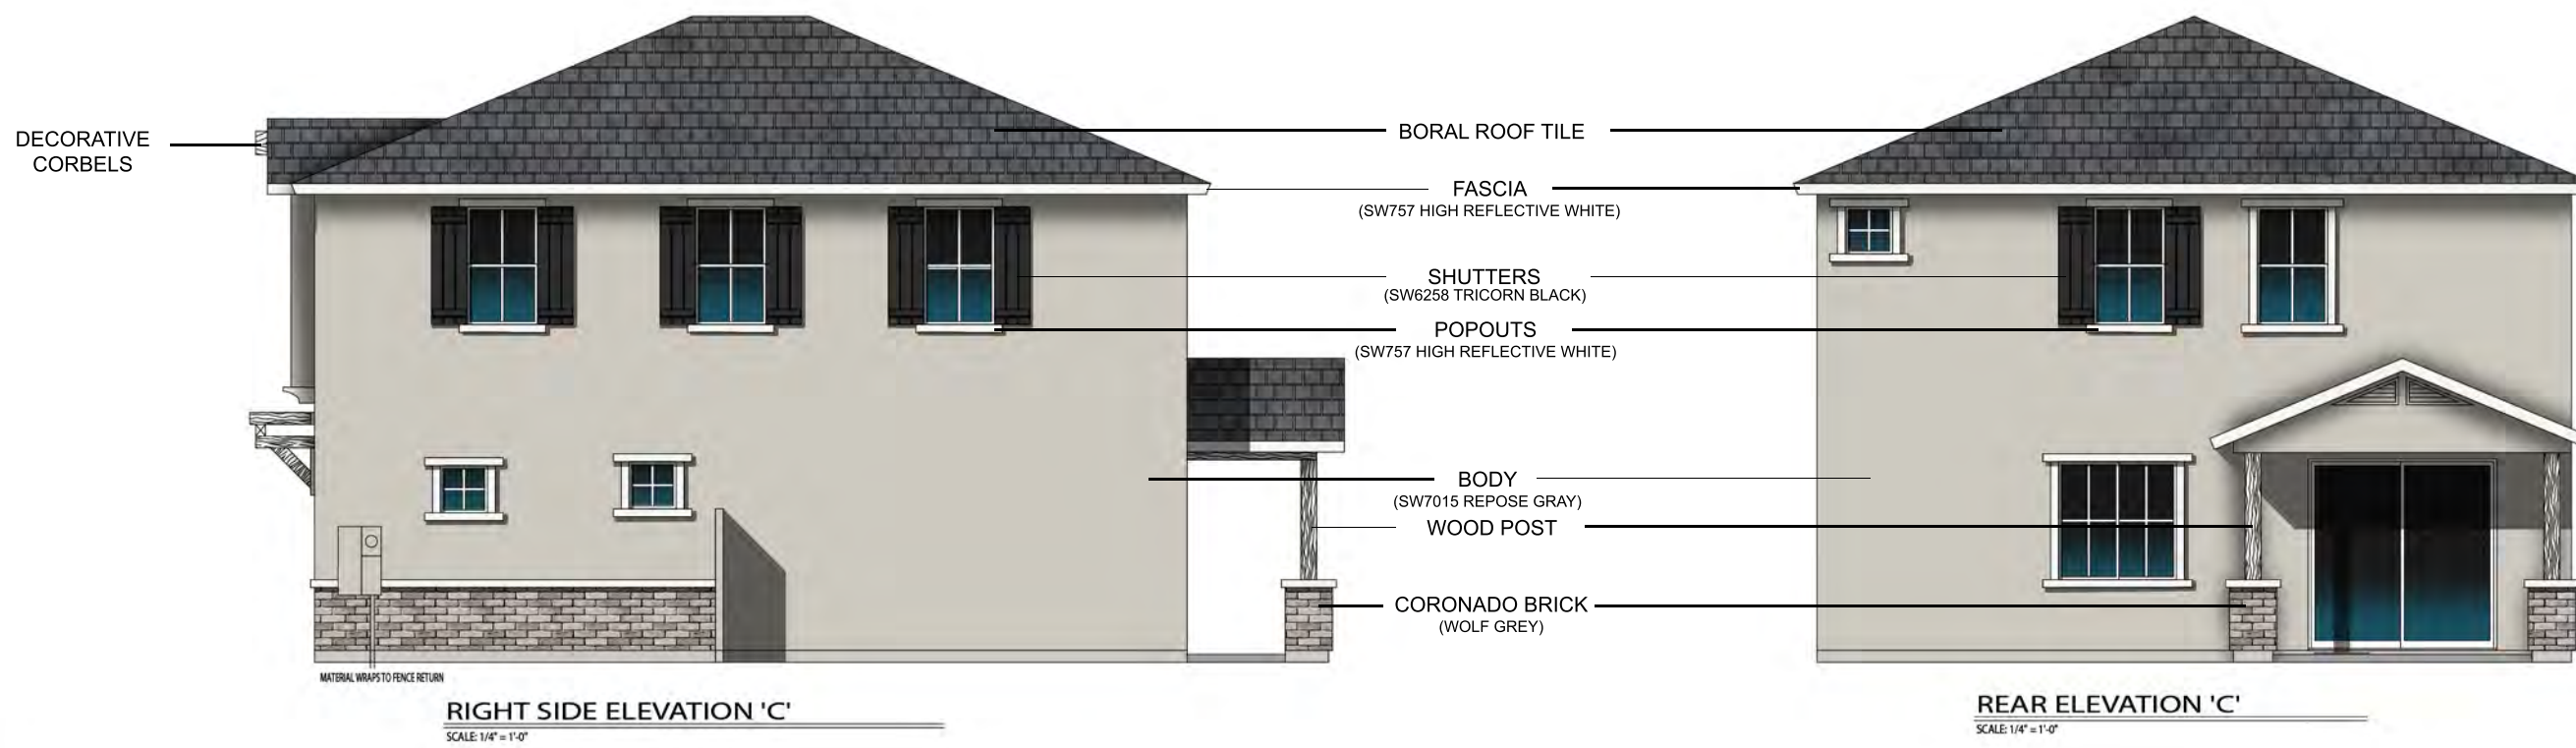 DECORATIVE
CORBELS
BORAL ROOF TILE
FASCIA
(SW757 HIGH REFLECTIVE WHITE)
SHUTTERS
(SW6258 TRICORN BLACK)
POPOUTS
(SW757 HIGH REFLECTIVE WHITE)
BODY
(SW7015 REPOSE GRAY)
WOOD POST
CORONADO BRICK
(WOLF GREY)
MATERIAL WRAPS TO FENCE RETURN
RIGHT SIDE ELEVATION 'C'
SCALE: 1/4" = 1'-0"
REAR ELEVATION 'C'
SCALE: 1/4" = 1'-0"